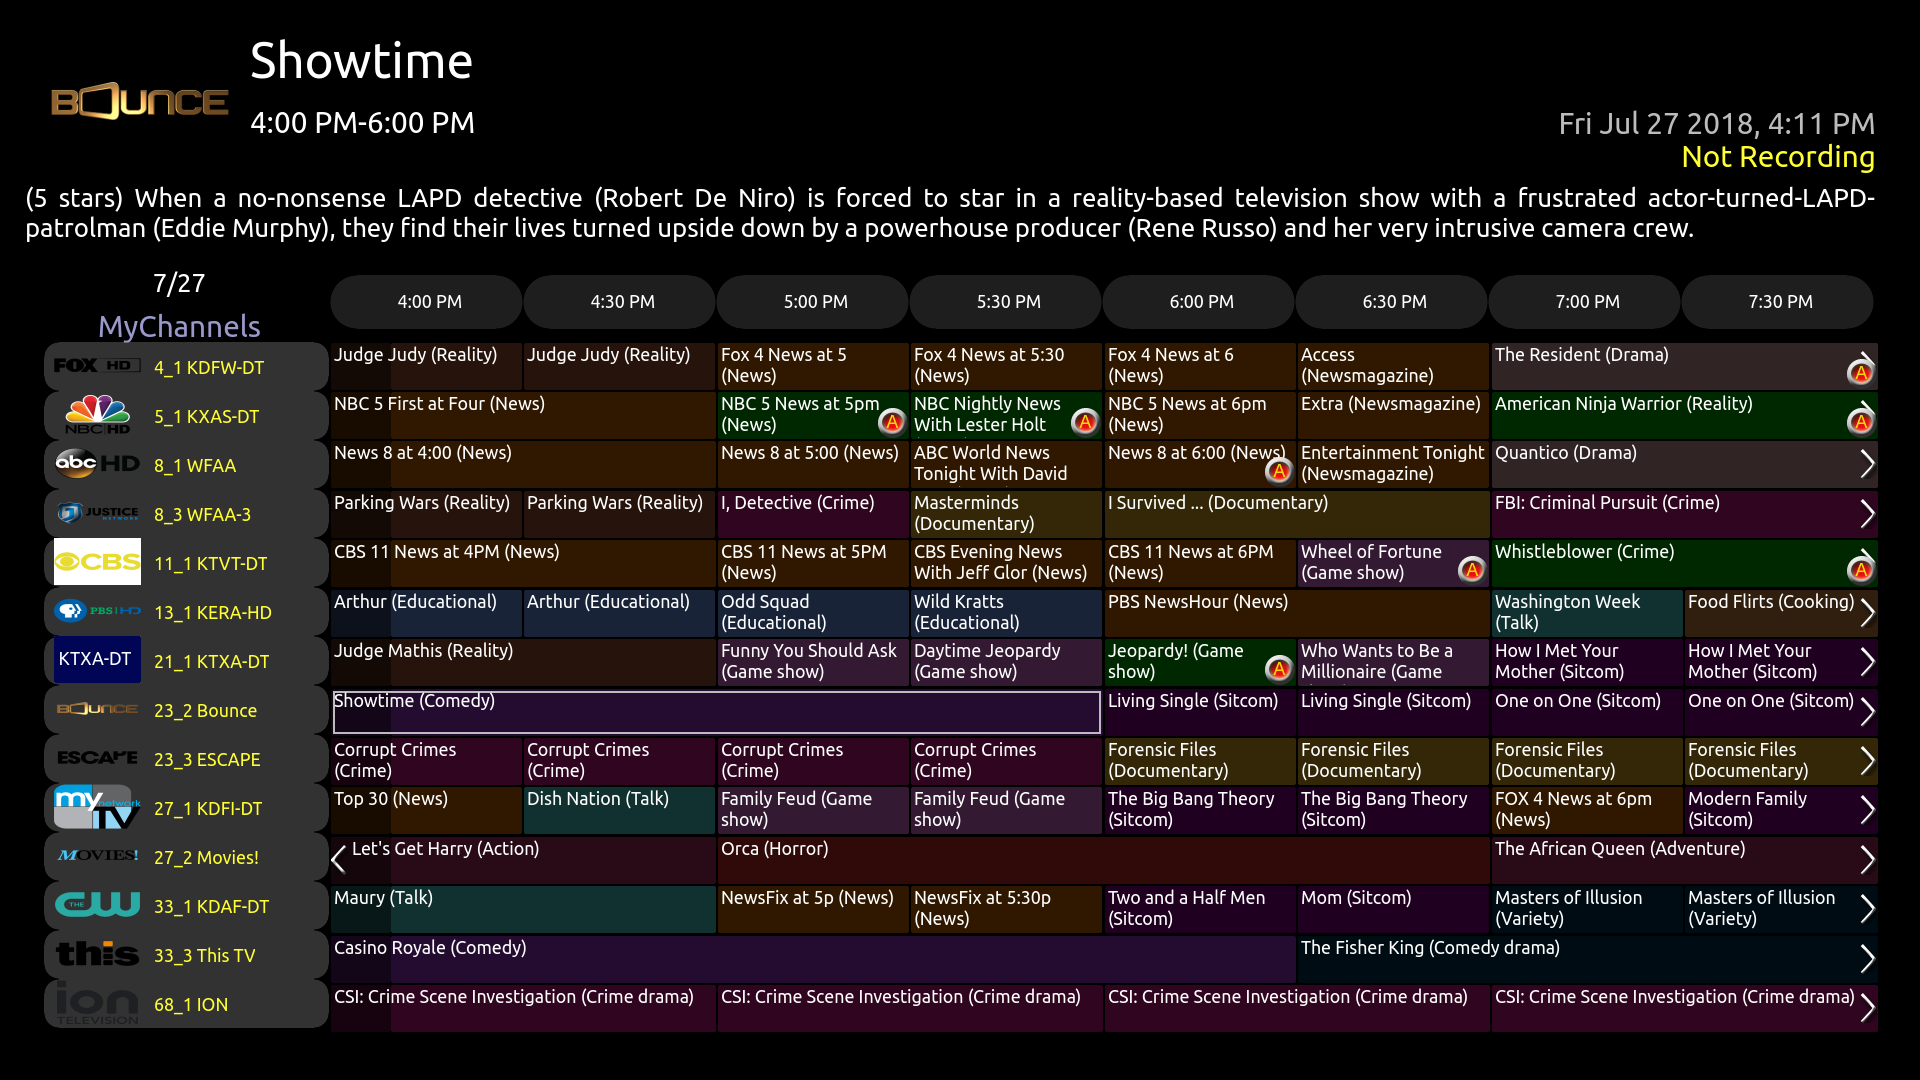 Showtime
BOUNCE
4:00 PM-6:00 PM
Fri Jul 27 2018, 4:11 PM
Not Recording
(5 stars) When a no-nonsense LAPD detective (Robert De Niro) is forced to star in a reality-based television show with a frustrated actor-turned-LAPD-
patrolman (Eddie Murphy), they find their lives turned upside down by a powerhouse producer (Rene Russo) and her very intrusive camera crew.
7/27
MyChannels
4:00 PM 4:30 PM 5:00 PM 5:30 PM 6:00 PM 6:30 PM 7:00 PM 7:30 PM
FOX HD 4_1 KDFW-DT
Judge Judy (Reality) Judge Judy (Reality) Fox 4 News at 5 Fox 4 News at 5:30 Fox 4 News at 6 Access The Resident (Drama)
(News) (News) (News) (Newsmagazine) A
NBC HD 5_1 KXAS-DT
NBC 5 First at Four (News) NBC 5 News at 5pm NBC Nightly News NBC 5 News at 6pm Extra (Newsmagazine) American Ninja Warrior (Reality)
(News) A With Lester Holt A (News) A
abc HD 8_1 WFAA
News 8 at 4:00 (News) News 8 at 5:00 (News) ABC World News News 8 at 6:00 (News) Entertainment Tonight Quantico (Drama)
Tonight With David A (Newsmagazine)
JUSTICE NETWORK 8_3 WFAA-3
Parking Wars (Reality) Parking Wars (Reality) I, Detective (Crime) Masterminds I Survived ... (Documentary) FBI: Criminal Pursuit (Crime)
(Documentary)
CBS 11_1 KTVT-DT
CBS 11 News at 4PM (News) CBS 11 News at 5PM CBS Evening News CBS 11 News at 6PM Wheel of Fortune Whistleblower (Crime)
(News) With Jeff Glor (News) (News) (Game show) A A
PBS HD 13_1 KERA-HD
Arthur (Educational) Arthur (Educational) Odd Squad Wild Kratts PBS NewsHour (News) Washington Week Food Flirts (Cooking)
(Educational) (Educational) (Talk)
KTXA-DT 21_1 KTXA-DT
Judge Mathis (Reality) Funny You Should Ask Daytime Jeopardy Jeopardy! (Game Who Wants to Be a How I Met Your How I Met Your
(Game show) (Game show) show) A Millionaire (Game Mother (Sitcom) Mother (Sitcom)
BOUNCE 23_2 Bounce
Showtime (Comedy) Living Single (Sitcom) Living Single (Sitcom) One on One (Sitcom) One on One (Sitcom)
ESCAPE 23_3 ESCAPE
Corrupt Crimes Corrupt Crimes Corrupt Crimes Corrupt Crimes Forensic Files Forensic Files Forensic Files Forensic Files
(Crime) (Crime) (Crime) (Crime) (Documentary) (Documentary) (Documentary) (Documentary)
my network TV 27_1 KDFI-DT
Top 30 (News) Dish Nation (Talk) Family Feud (Game Family Feud (Game The Big Bang Theory The Big Bang Theory FOX 4 News at 6pm Modern Family
show) show) (Sitcom) (Sitcom) (News) (Sitcom)
MOVIES! 27_2 Movies!
Let's Get Harry (Action) Orca (Horror) The African Queen (Adventure)
THE CW 33_1 KDAF-DT
Maury (Talk) NewsFix at 5p (News) NewsFix at 5:30p Two and a Half Men Mom (Sitcom) Masters of Illusion Masters of Illusion
(News) (Sitcom) (Variety) (Variety)
this 33_3 This TV
Casino Royale (Comedy) The Fisher King (Comedy drama)
ion TELEVISION 68_1 ION
CSI: Crime Scene Investigation (Crime drama) CSI: Crime Scene Investigation (Crime drama) CSI: Crime Scene Investigation (Crime drama) CSI: Crime Scene Investigation (Crime drama)